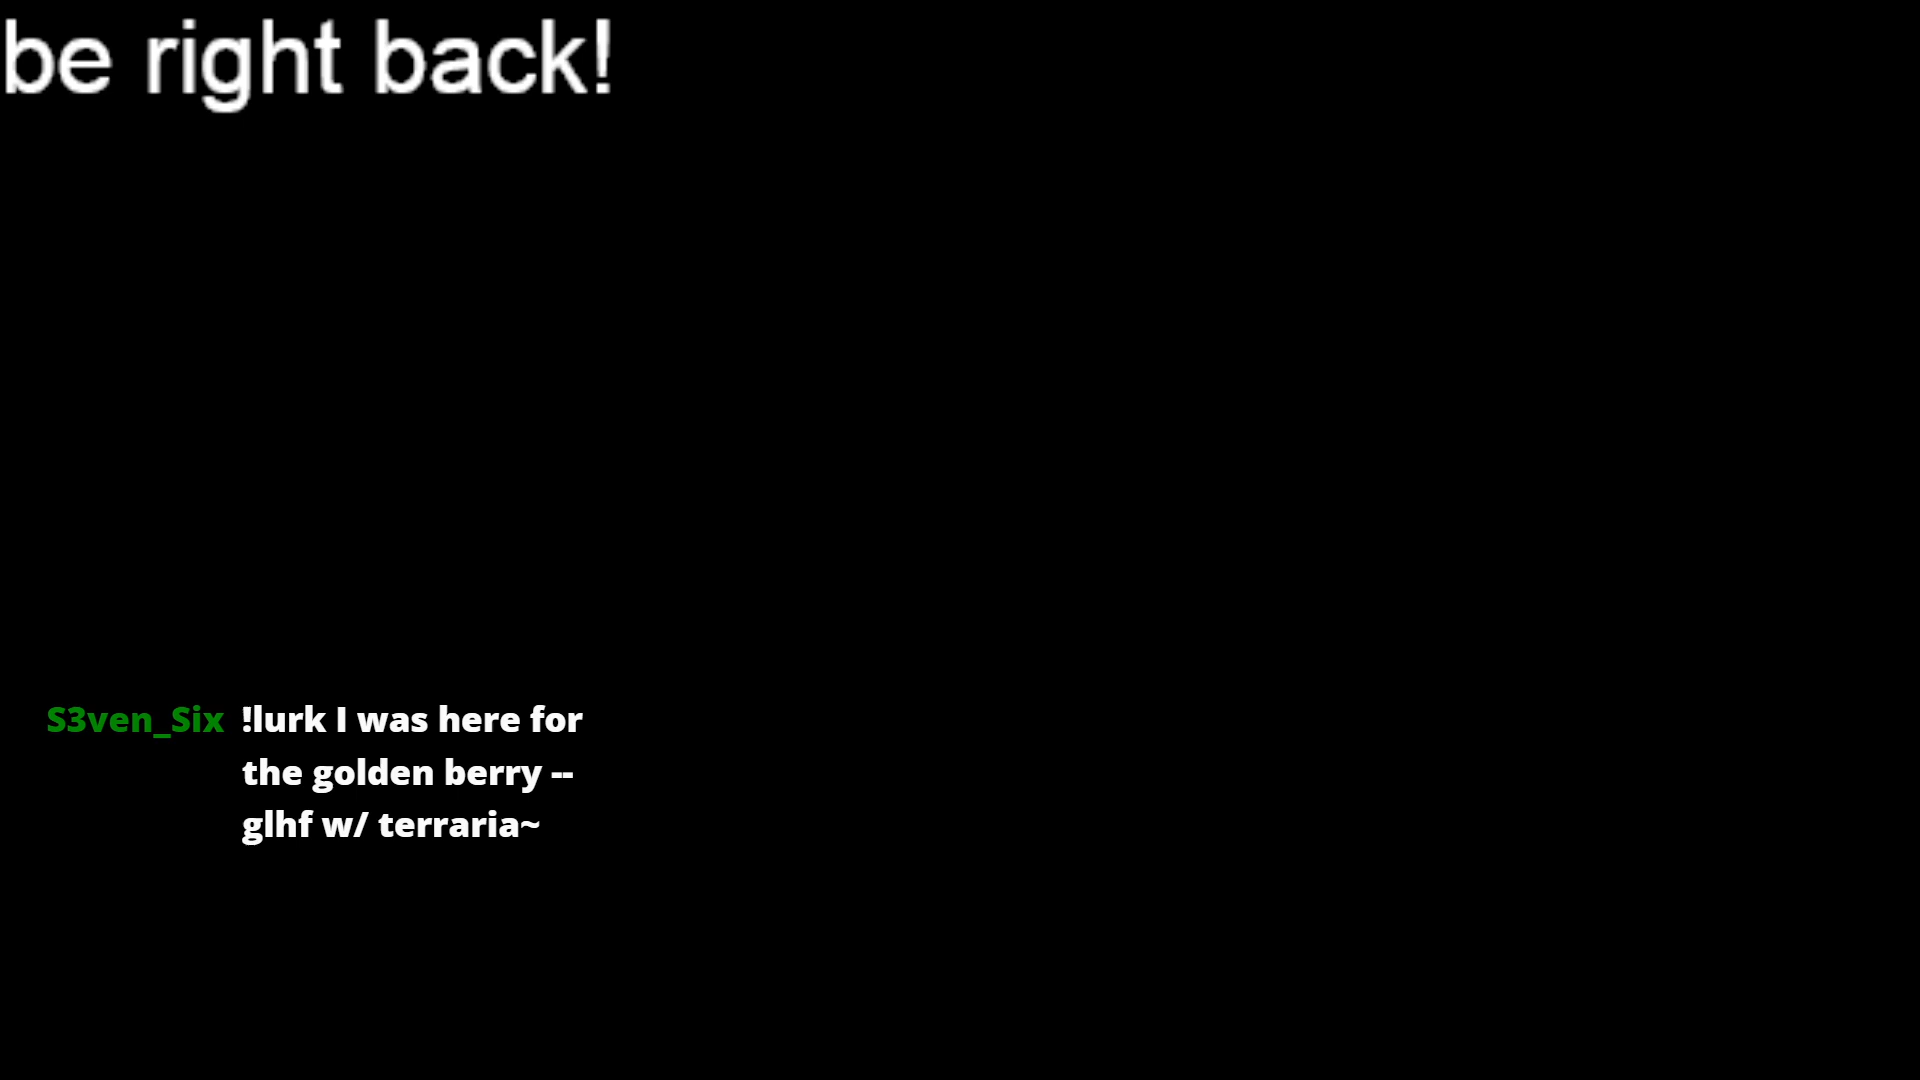 be right back!
S3ven_Six !lurk I was here for
the golden berry --
glhf w/ terraria~